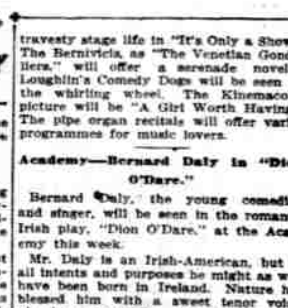 travesty stage life in "It's Only a Show
The Bernivicis, as "The Venetian Gond
liers," will offer a serenade novel
Loughlin's Comedy Dogs will be seen
the whirling wheel. The Kinemaco
picture will be "A Girl Worth Having
The pipe organ recitals will offer vari
programmes for music lovers.
Academy—Bernard Daly in "Dion
O'Dare."
Bernard Daly, the young comedi
and singer, will be seen in the roman
Irish play, "Dion O'Dare," at the Aca
emy this week.
Mr. Daly is an Irish-American, but
all intents and purposes he might as w
have been born in Ireland. Nature h
blessed him with a sweet tenor voi